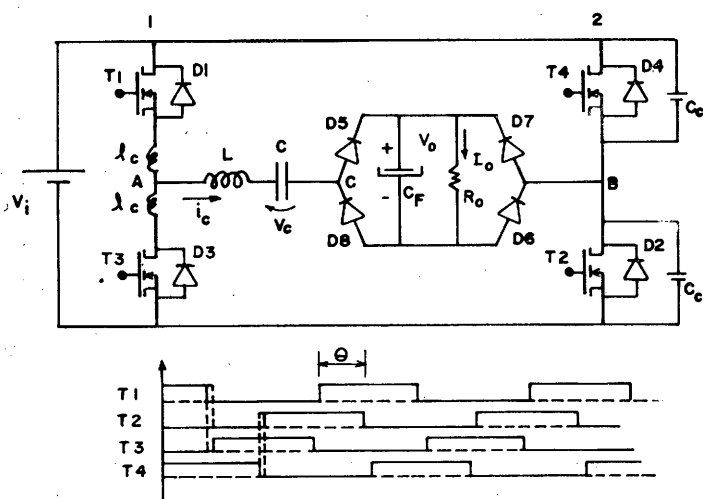 1 2
T1 D1 T4 D4
Cc
lc
A L C D5 Vo D7
+ Io
C B
lc ic Vc - CF Ro
Vi
D8 D6
T3 D3 T2 D2
Cc
θ
T1
T2
T3
T4